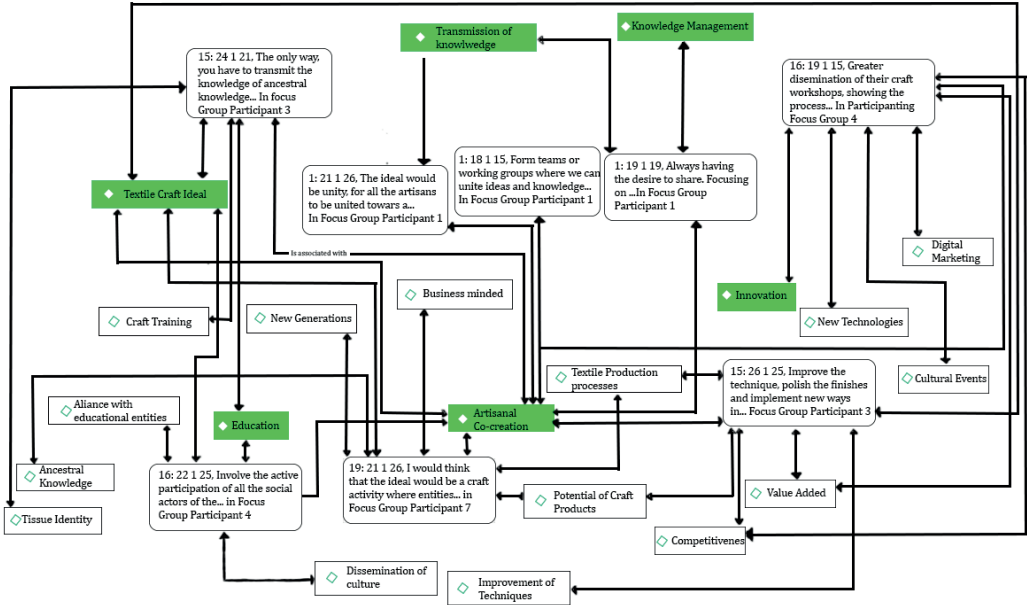 Transmission of
knowlwedge
Knowledge Management
15: 24 1 21, The only way,
you have to transmit the
knowledge of ancestral
knowledge... In focus
Group Participant 3
16: 19 1 15, Greater
disemination of their craft
workshops, showing the
process... In Participanting
Focus Group 4
1: 21 1 26, The ideal would
be unity, for all the artisans
to be united towars a...
In Focus Group Participant 1
1: 18 1 15, Form teams or
working groups where we can
unite ideas and knowledge...
In Focus Group Participant 1
1: 19 1 19, Always having
the desire to share. Focusing
on ...In Focus Group
Participant 1
Textile Craft Ideal
Is associated with
Digital
Marketing
Business minded
Innovation
Craft Training
New Generations
New Technologies
Textile Production
processes
15: 26 1 25, Improve the
technique, polish the finishes
and implement new ways
in... Focus Group Participant 3
Cultural Events
Aliance with
educational entities
Education
Artisanal
Co-creation
Ancestral
Knowledge
16: 22 1 25, Involve the active
participation of all the social
actors of the... in Focus
Group Participant 4
19: 21 1 26, I would think
that the ideal would be a craft
activity where entities... in
Focus Group Participant 7
Potential of Craft
Products
Value Added
Tissue Identity
Competitivenes
Dissemination of
culture
Improvement of
Techniques